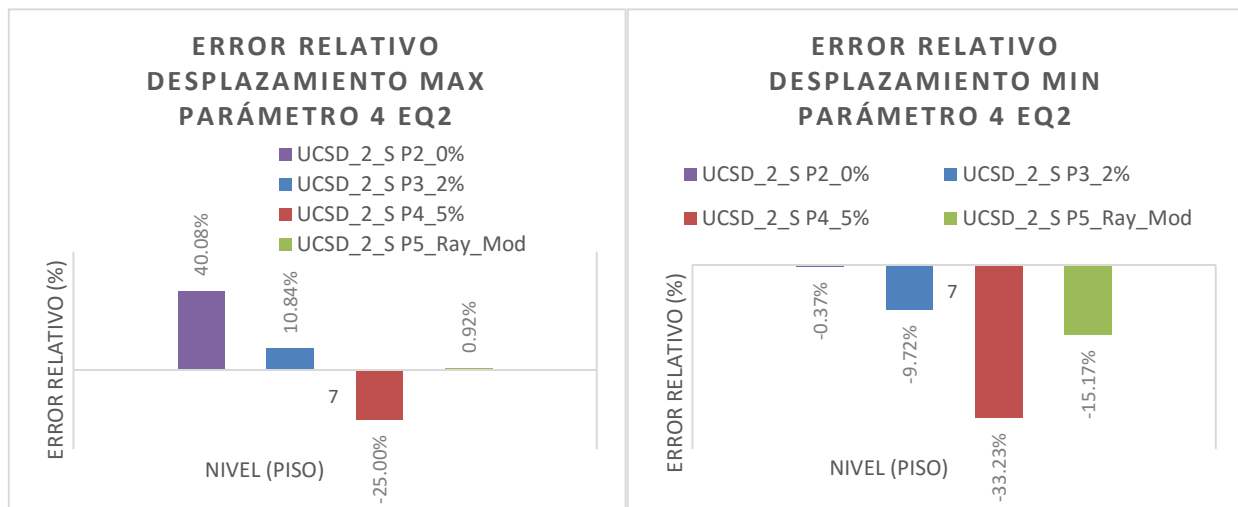 ERROR RELATIVO
DESPLAZAMIENTO MAX
PARÁMETRO 4 EQ2
UCSD_2_S P2_0%
UCSD_2_S P3_2%
UCSD_2_S P4_5%
UCSD_2_S P5_Ray_Mod
ERROR RELATIVO (%)
40.08%
10.84%
7
-25.00%
0.92%
NIVEL (PISO)
ERROR RELATIVO
DESPLAZAMIENTO MIN
PARÁMETRO 4 EQ2
UCSD_2_S P2_0% UCSD_2_S P3_2%
UCSD_2_S P4_5% UCSD_2_S P5_Ray_Mod
ERROR RELATIVO (%)
-0.37%
-9.72%
7
-33.23%
-15.17%
NIVEL (PISO)